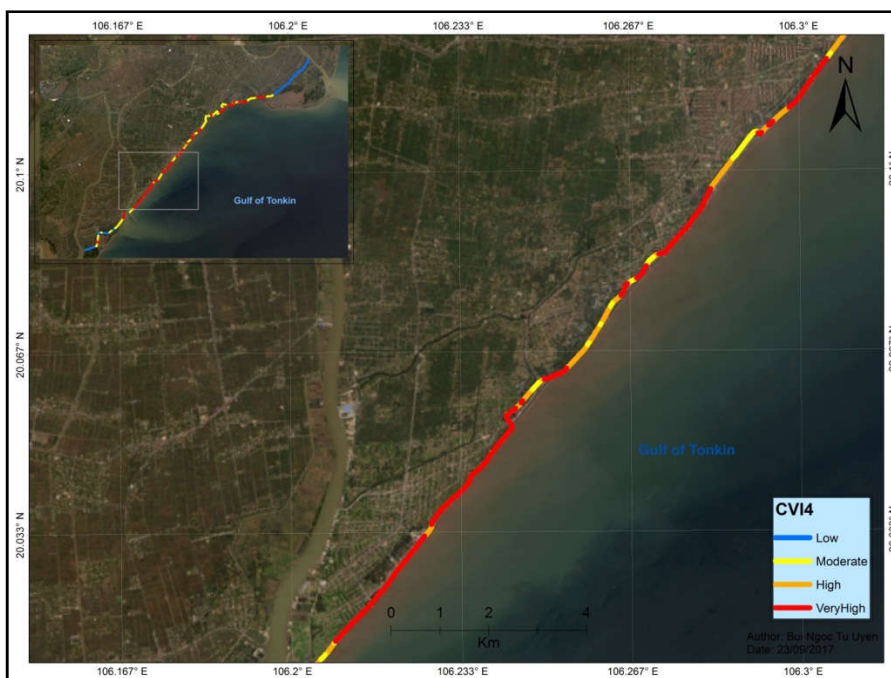 106.167° E 106.2° E 106.233° E 106.267° E 106.3° E
N
Gulf of Tonkin
20.1° N
20.067° N
Gulf of Tonkin
20.033° N
CVI4
Low
Moderate
High
VeryHigh
0 1 2 4
Km
Author: Bui Ngoc Tu Uyen
Date: 23/09/2017
106.167° E 106.2° E 106.233° E 106.267° E 106.3° E